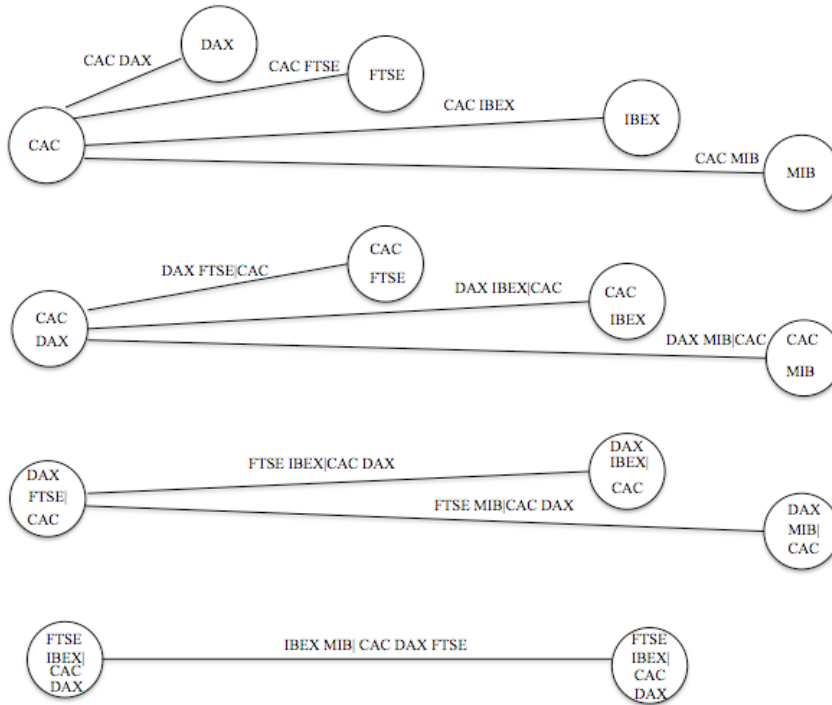 DAX
CAC DAX
CAC FTSE
FTSE
CAC IBEX
IBEX
CAC
CAC MIB
MIB
CAC
FTSE
DAX FTSE|CAC
DAX IBEX|CAC
CAC
IBEX
CAC
DAX
DAX MIB|CAC
CAC
MIB
DAX
IBEX|
CAC
FTSE IBEX|CAC DAX
DAX
FTSE|
CAC
FTSE MIB|CAC DAX
DAX
MIB|
CAC
FTSE
IBEX|
CAC
DAX
IBEX MIB| CAC DAX FTSE
FTSE
IBEX|
CAC
DAX